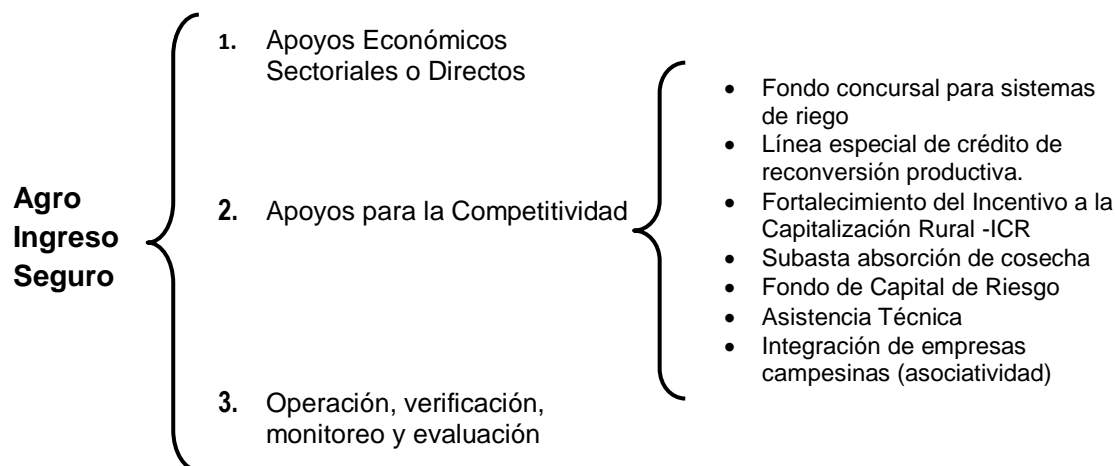 Agro
Ingreso
Seguro
1. Apoyos Económicos
Sectoriales o Directos
2. Apoyos para la Competitividad
3. Operación, verificación,
monitoreo y evaluación
• Fondo concursal para sistemas
de riego
• Línea especial de crédito de
reconversión productiva.
• Fortalecimiento del Incentivo a la
Capitalización Rural -ICR
• Subasta absorción de cosecha
• Fondo de Capital de Riesgo
• Asistencia Técnica
• Integración de empresas
campesinas (asociatividad)